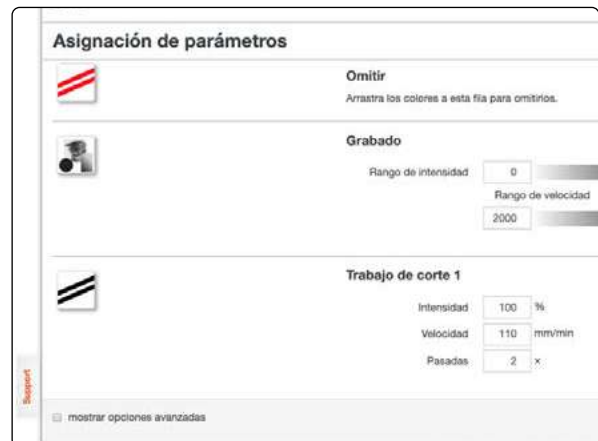 Asignación de parámetros
Omitir
Arrastra los colores a esta fila para omitirlos.
Grabado
Rango de intensidad 0
Rango de velocidad
2000
Trabajo de corte 1
Intensidad 100 %
Velocidad 110 mm/min
Pasadas 2 x
Support
mostrar opciones avanzadas